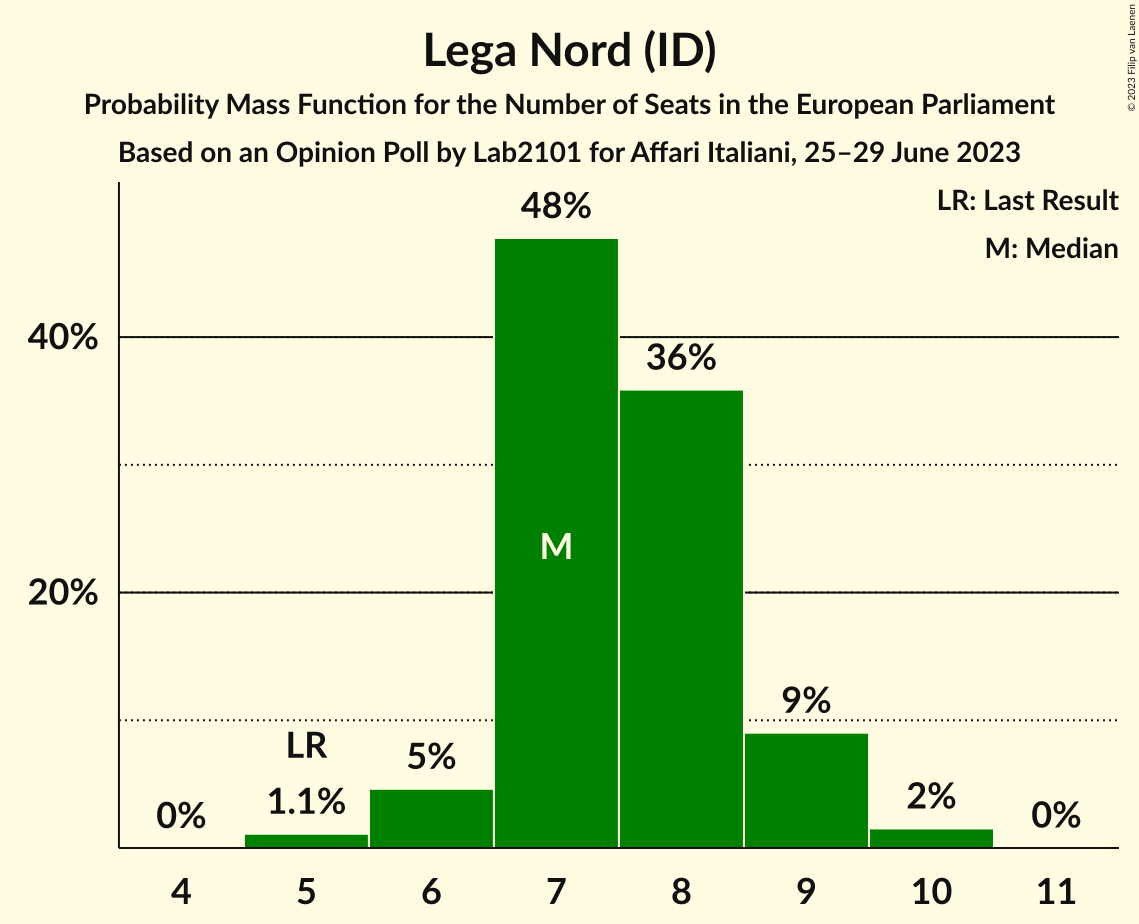 Lega Nord (ID)
Probability Mass Function for the Number of Seats in the European Parliament
Based on an Opinion Poll by Lab2101 for Affari Italiani, 25–29 June 2023
© 2023 Filip van Laenen
LR: Last Result
M: Median
48%
40%
36%
M
20%
9%
LR
5%
1.1%
2%
0%
0%
4 5 6 7 8 9 10 11